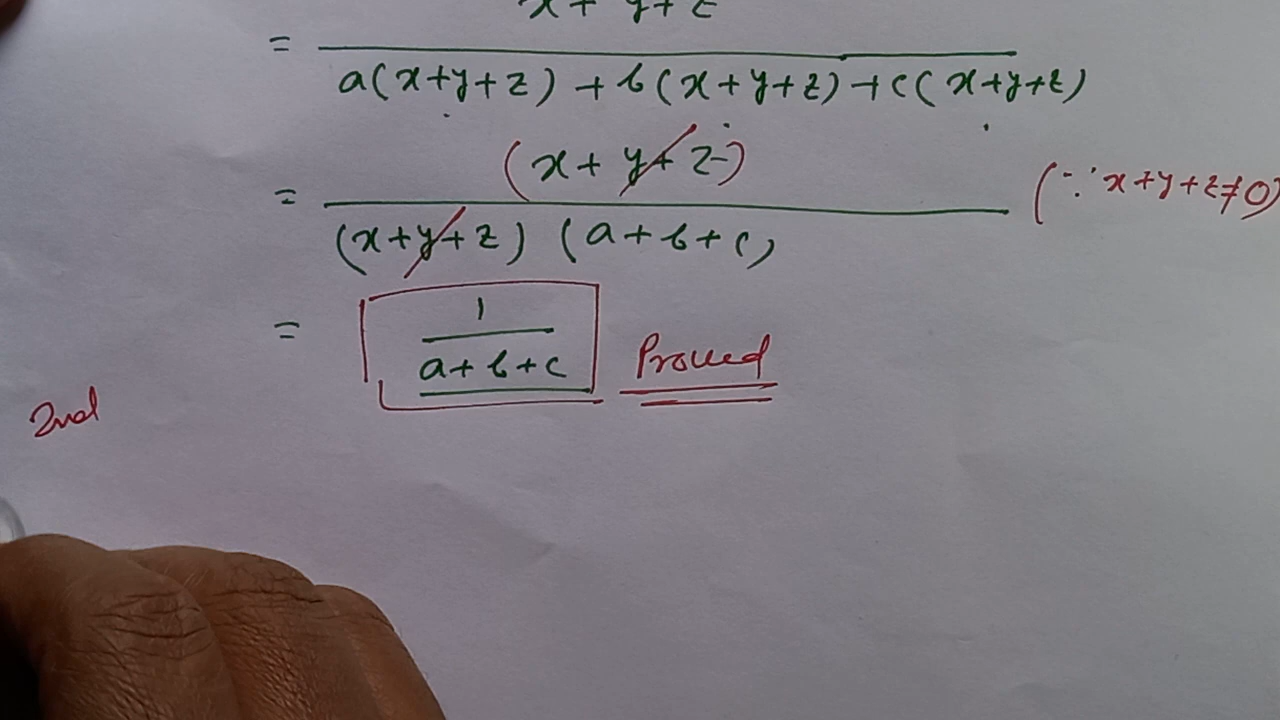 x + y + z
= a(x+y+z) + b(x+y+z) + c(x+y+z)
(x + y + z)
= (∵ x+y+z≠0)
(x+y+z) (a+b+c)
1
=
a+b+c Proved
2nd